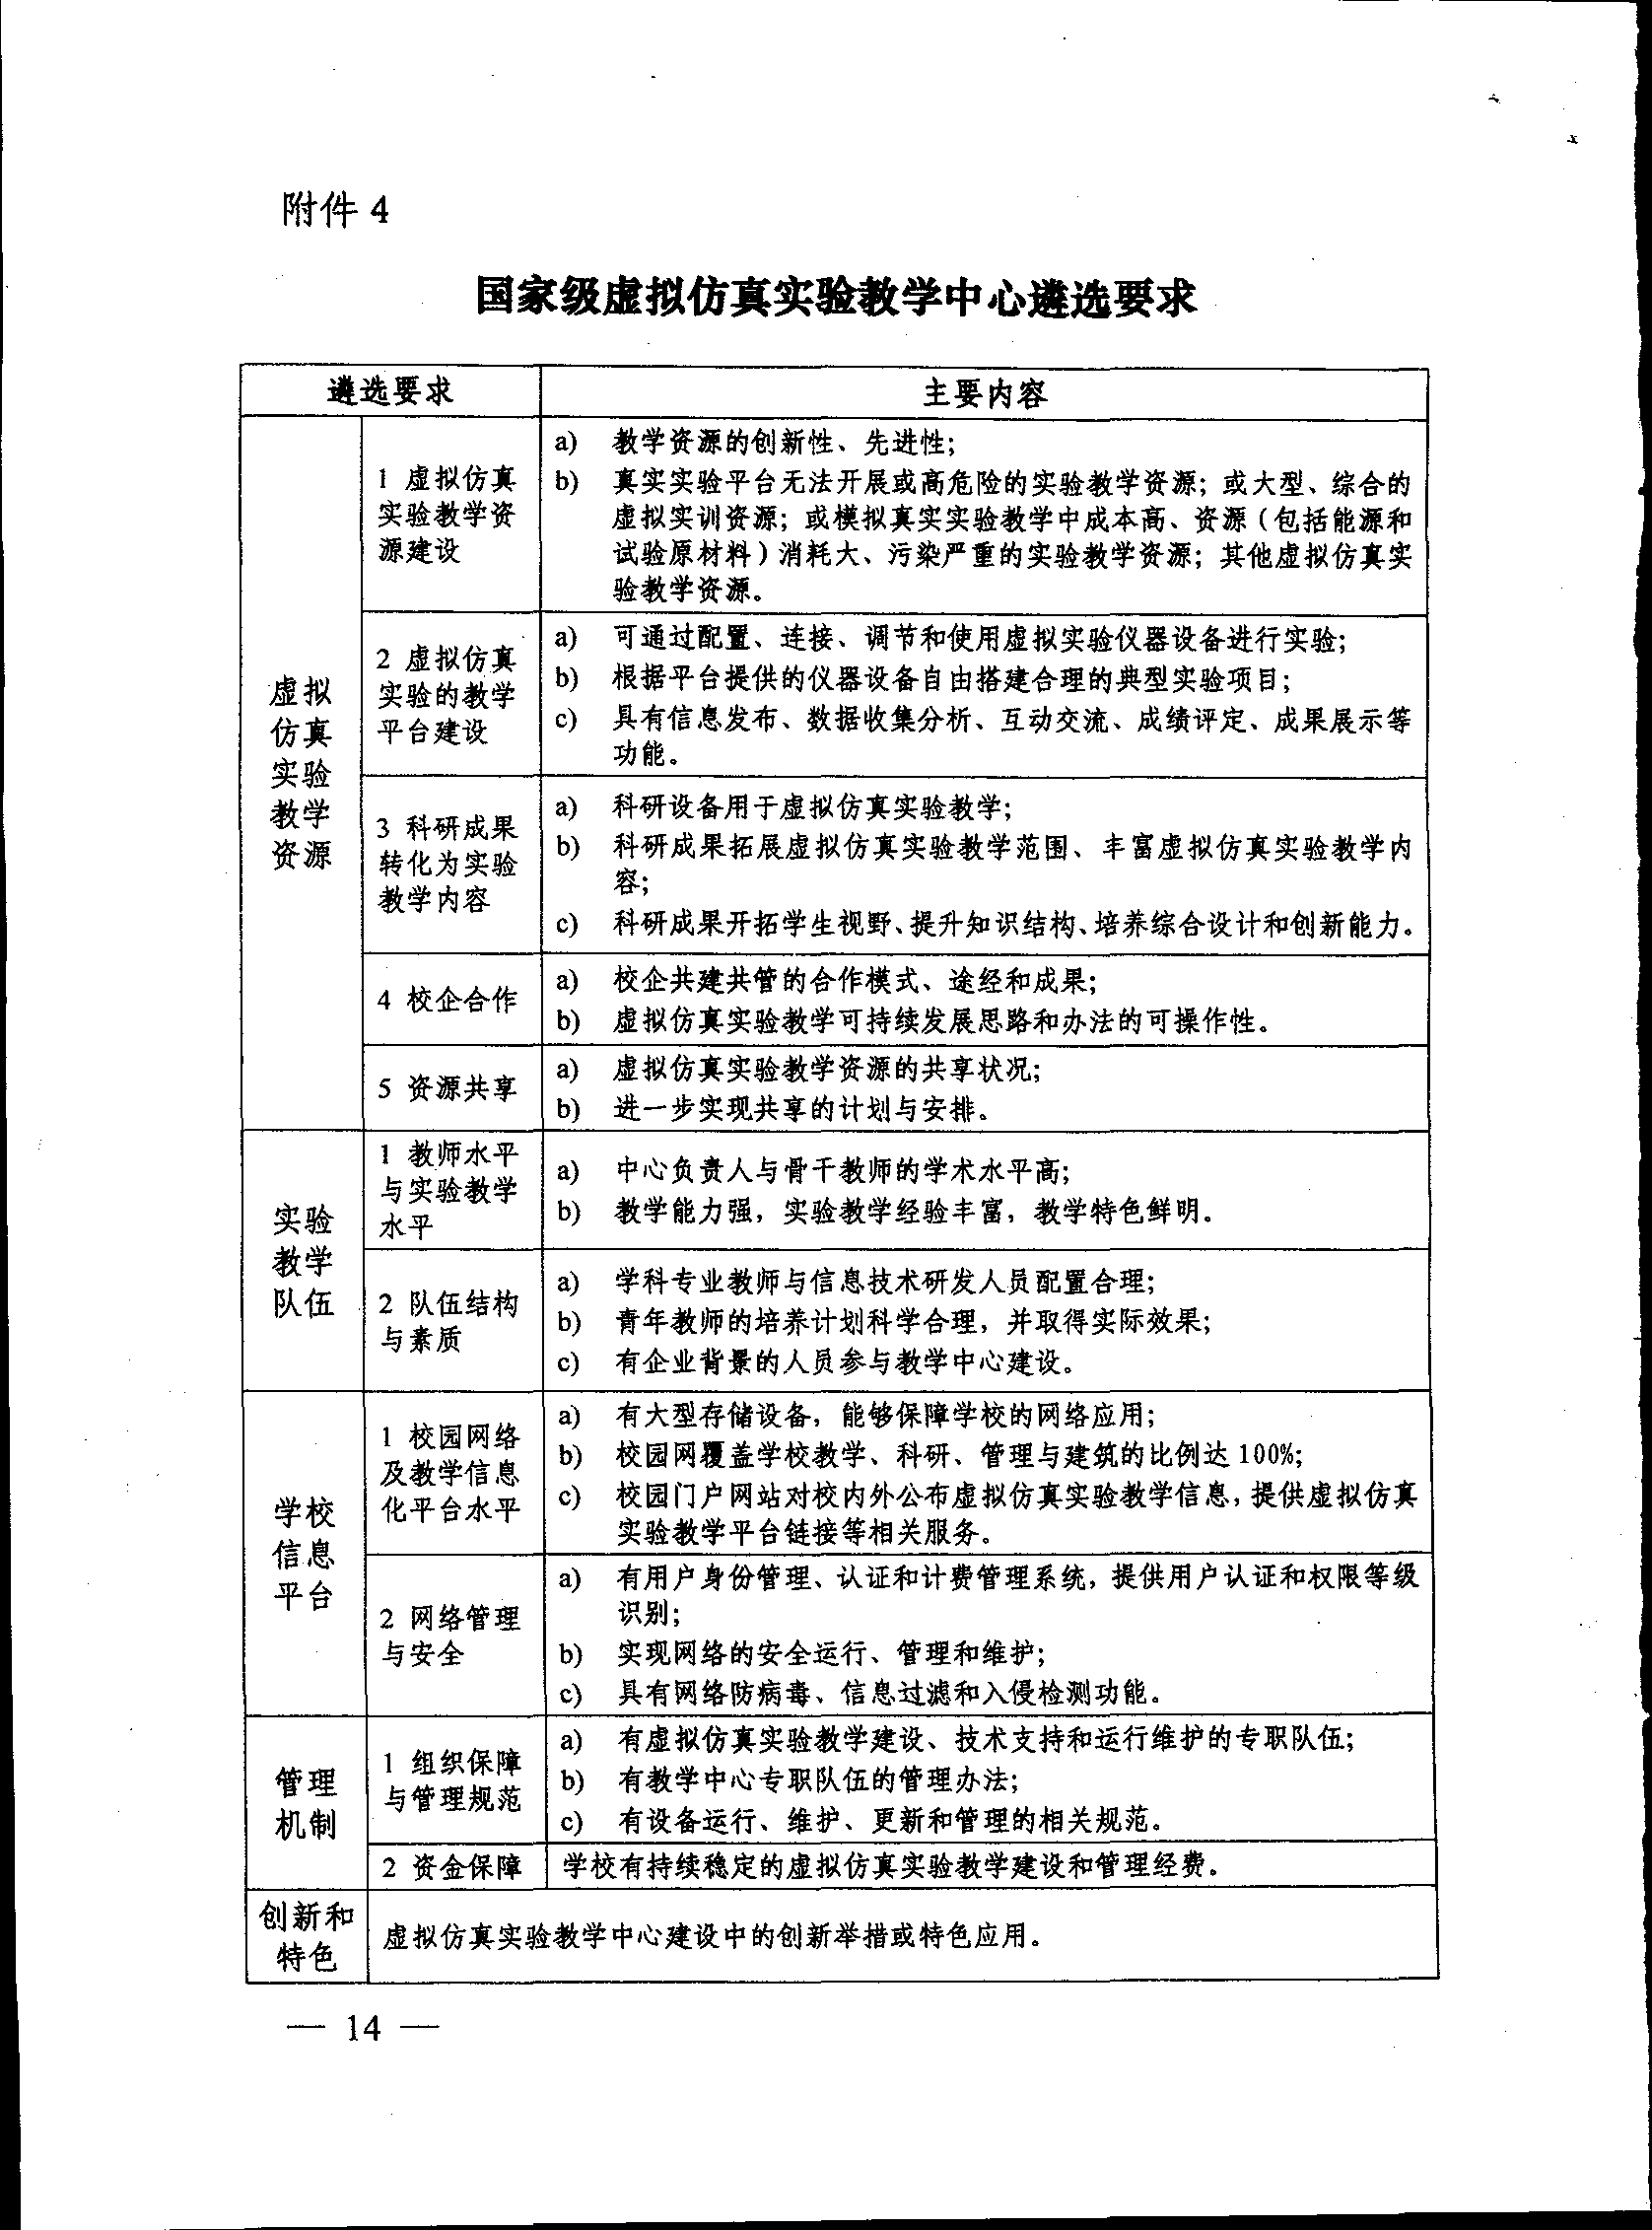 附件 4
国家级虚拟仿真实验教学中心遴选要求
遴选要求
主要内容
虚拟
仿真
实验
教学
资源
1 虚拟仿真
实验教学资
源建设
a) 教学资源的创新性、先进性；
b) 真实实验平台无法开展或高危险的实验教学资源；或大型、综合的
虚拟实训资源；或模拟真实实验教学中成本高、资源（包括能源和
试验原材料）消耗大、污染严重的实验教学资源；其他虚拟仿真实
验教学资源。
2 虚拟仿真
实验的教学
平台建设
a) 可通过配置、连接、调节和使用虚拟实验仪器设备进行实验；
b) 根据平台提供的仪器设备自由搭建合理的典型实验项目；
c) 具有信息发布、数据收集分析、互动交流、成绩评定、成果展示等
功能。
3 科研成果
转化为实验
教学内容
a) 科研设备用于虚拟仿真实验教学；
b) 科研成果拓展虚拟仿真实验教学范围、丰富虚拟仿真实验教学内
容；
c) 科研成果开拓学生视野、提升知识结构、培养综合设计和创新能力。
4 校企合作
a) 校企共建共管的合作模式、途经和成果；
b) 虚拟仿真实验教学可持续发展思路和办法的可操作性。
5 资源共享
a) 虚拟仿真实验教学资源的共享状况；
b) 进一步实现共享的计划与安排。
实验
教学
队伍
1 教师水平
与实验教学
水平
a) 中心负责人与骨干教师的学术水平高；
b) 教学能力强，实验教学经验丰富，教学特色鲜明。
2 队伍结构
与素质
a) 学科专业教师与信息技术研发人员配置合理；
b) 青年教师的培养计划科学合理，并取得实际效果；
c) 有企业背景的人员参与教学中心建设。
学校
信息
平台
1 校园网络
及教学信息
化平台水平
a) 有大型存储设备，能够保障学校的网络应用；
b) 校园网覆盖学校教学、科研、管理与建筑的比例达 100%；
c) 校园门户网站对校内外公布虚拟仿真实验教学信息，提供虚拟仿真
实验教学平台链接等相关服务。
2 网络管理
与安全
a) 有用户身份管理、认证和计费管理系统，提供用户认证和权限等级
识别；
b) 实现网络的安全运行、管理和维护；
c) 具有网络防病毒、信息过滤和入侵检测功能。
管理
机制
1 组织保障
与管理规范
a) 有虚拟仿真实验教学建设、技术支持和运行维护的专职队伍；
b) 有教学中心专职队伍的管理办法；
c) 有设备运行、维护、更新和管理的相关规范。
2 资金保障
学校有持续稳定的虚拟仿真实验教学建设和管理经费。
创新和
特色
虚拟仿真实验教学中心建设中的创新举措或特色应用。
— 14 —